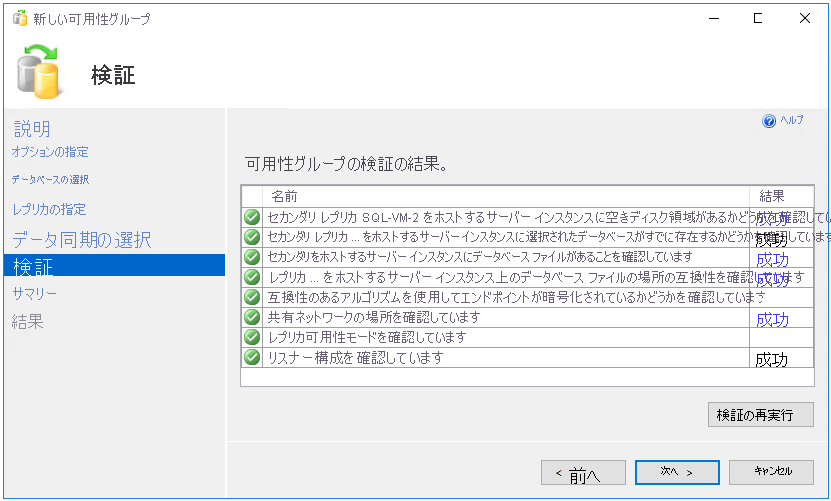 新しい可用性グループ
検証
説明
オプションの指定
データベースの選択
レプリカの指定
データ同期の選択
検証
サマリー
結果
ヘルプ
可用性グループの検証の結果。
名前 結果
セカンダリ レプリカ SQL-VM-2 をホストするサーバー インスタンスに空きディスク領域があるかどうかを確認してい 成功
セカンダリ レプリカ ... をホストするサーバーインスタンスに選択されたデータベースがすでに存在するかどうかを確認しています 成功
セカンダリをホストするサーバー インスタンスにデータベース ファイルがあることを確認しています 成功
レプリカ ... をホストするサーバー インスタンス上のデータベース ファイルの場所の互換性を確認しています 成功
互換性のあるアルゴリズムを使用してエンドポイントが暗号化されているかどうかを確認しています
共有ネットワークの場所を確認しています 成功
レプリカ可用性モードを確認しています
リスナー構成を確認しています 成功
検証の再実行
< 前へ 次へ > キャンセル